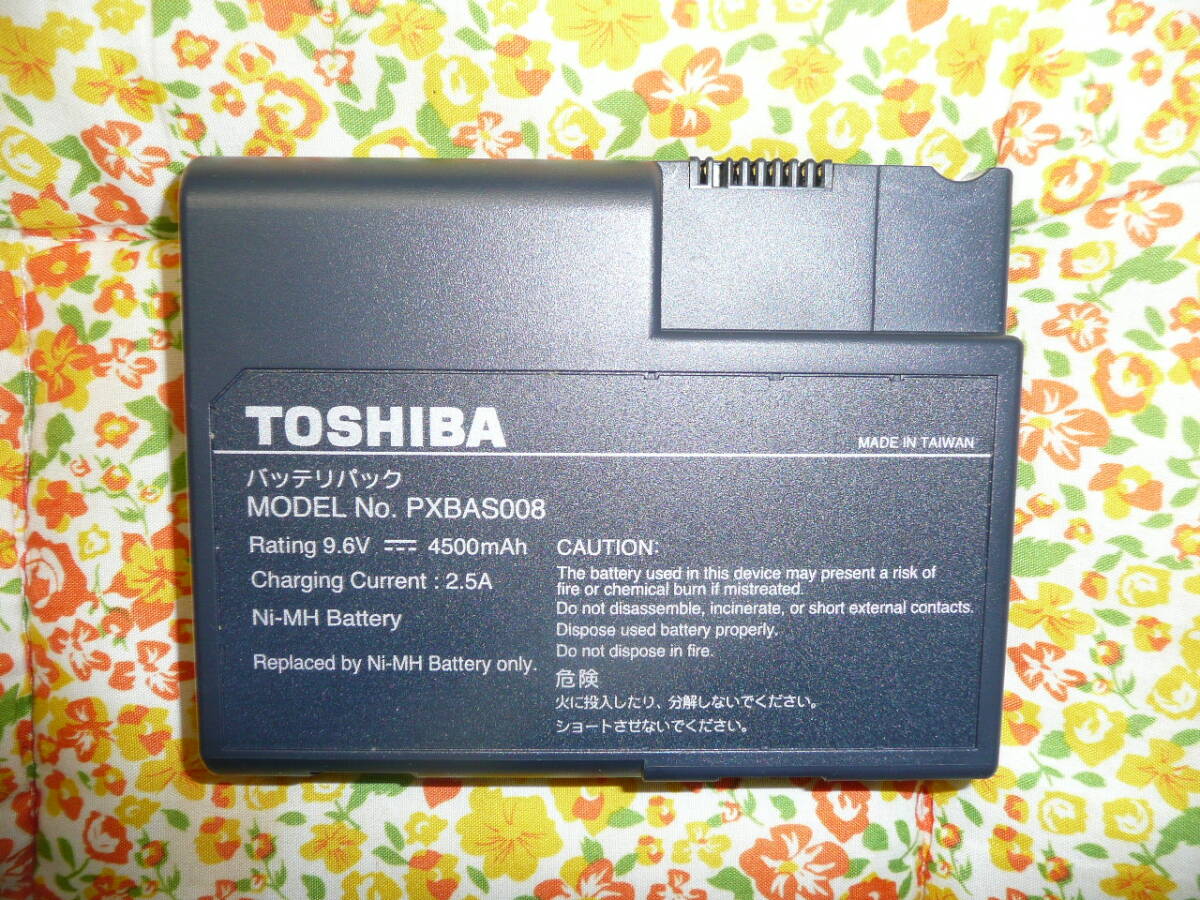 TOSHIBA
MADE IN TAIWAN
バッテリパック
MODEL No. PXBAS008
Rating 9.6V ⎓ 4500mAh
Charging Current : 2.5A
Ni-MH Battery
Replaced by Ni-MH Battery only.
CAUTION:
The battery used in this device may present a risk of
fire or chemical burn if mistreated.
Do not disassemble, incinerate, or short external contacts.
Dispose used battery properly.
Do not dispose in fire.
危険
火に投入したり、分解しないでください。
ショートさせないでください。